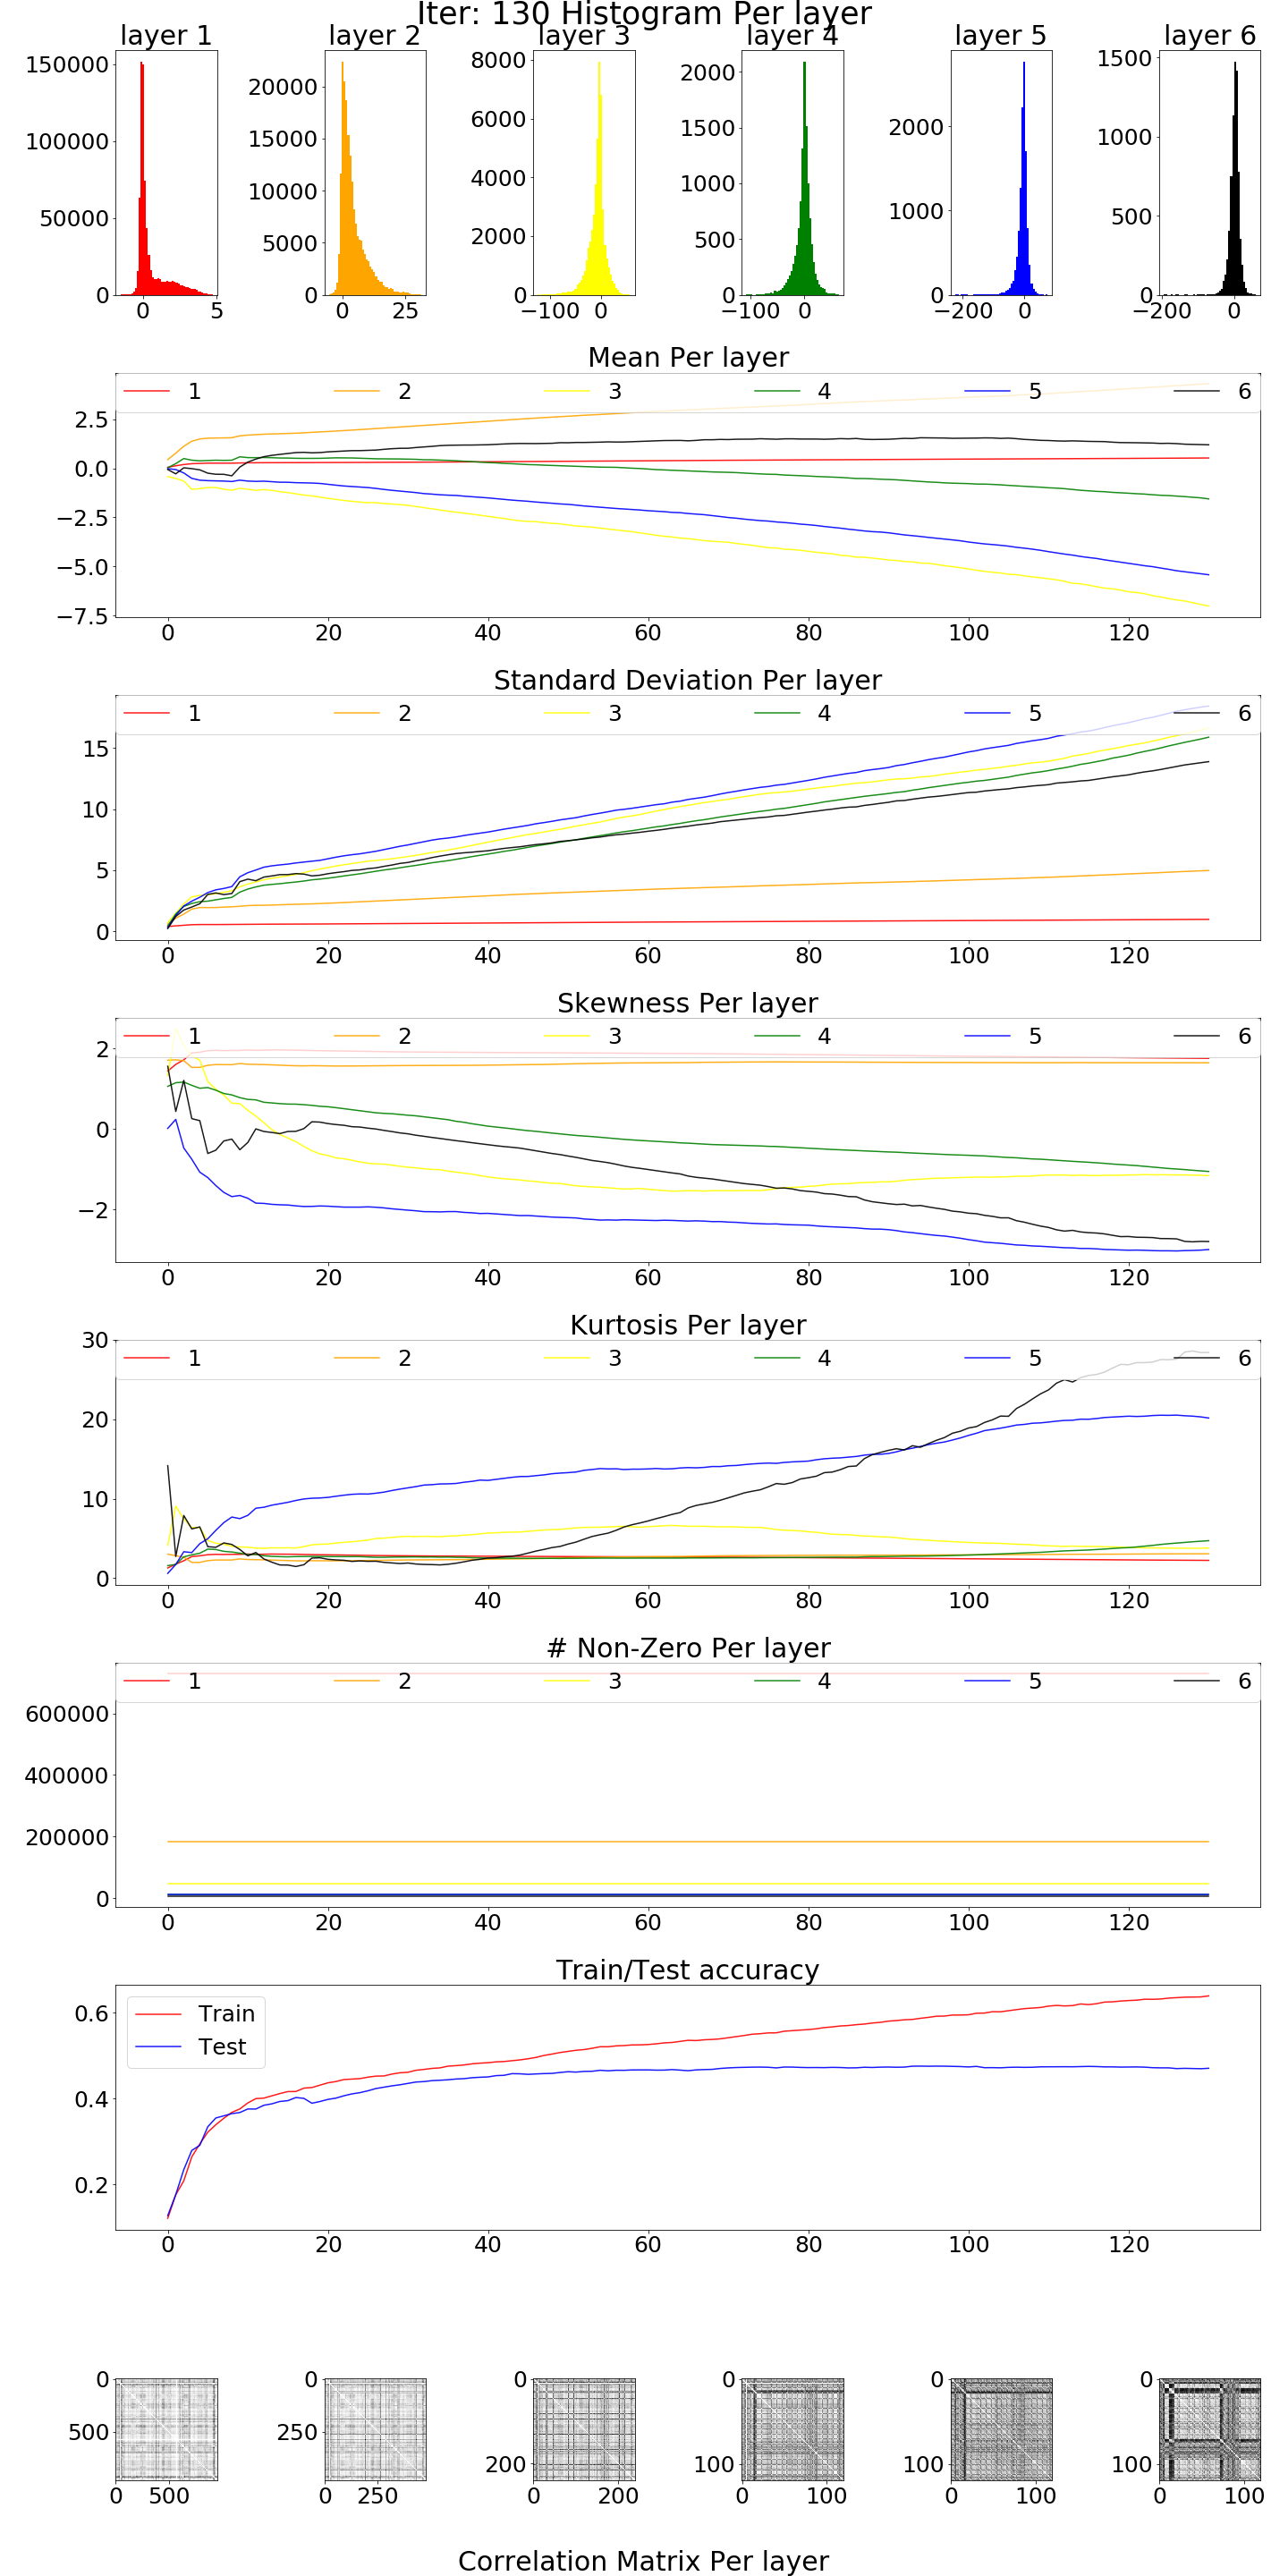 Iter: 130 Histogram Per layer
layer 1 layer 2 layer 3 layer 4 layer 5 layer 6
150000 100000 50000 0
0 5
20000 15000 10000 5000 0
0 25
8000 6000 4000 2000 0
−100 0
2000 1500 1000 500 0
−100 0
2000 1000 0
−200 0
1500 1000 500 0
−200 0
Mean Per layer
1 2 3 4 5 6
2.5
0.0
−2.5
−5.0
−7.5
0 20 40 60 80 100 120
Standard Deviation Per layer
1 2 3 4 5 6
15
10
5
0
0 20 40 60 80 100 120
Skewness Per layer
1 2 3 4 5 6
2
0
−2
0 20 40 60 80 100 120
Kurtosis Per layer
30
1 2 3 4 5 6
20
10
0
0 20 40 60 80 100 120
# Non-Zero Per layer
1 2 3 4 5 6
600000
400000
200000
0
0 20 40 60 80 100 120
Train/Test accuracy
Train
Test
0.6
0.4
0.2
0 20 40 60 80 100 120
0 500
0 500
0 250
0 250
0 200
0 200
0 100
0 100
0 100
0 100
0 100
0 100
Correlation Matrix Per layer